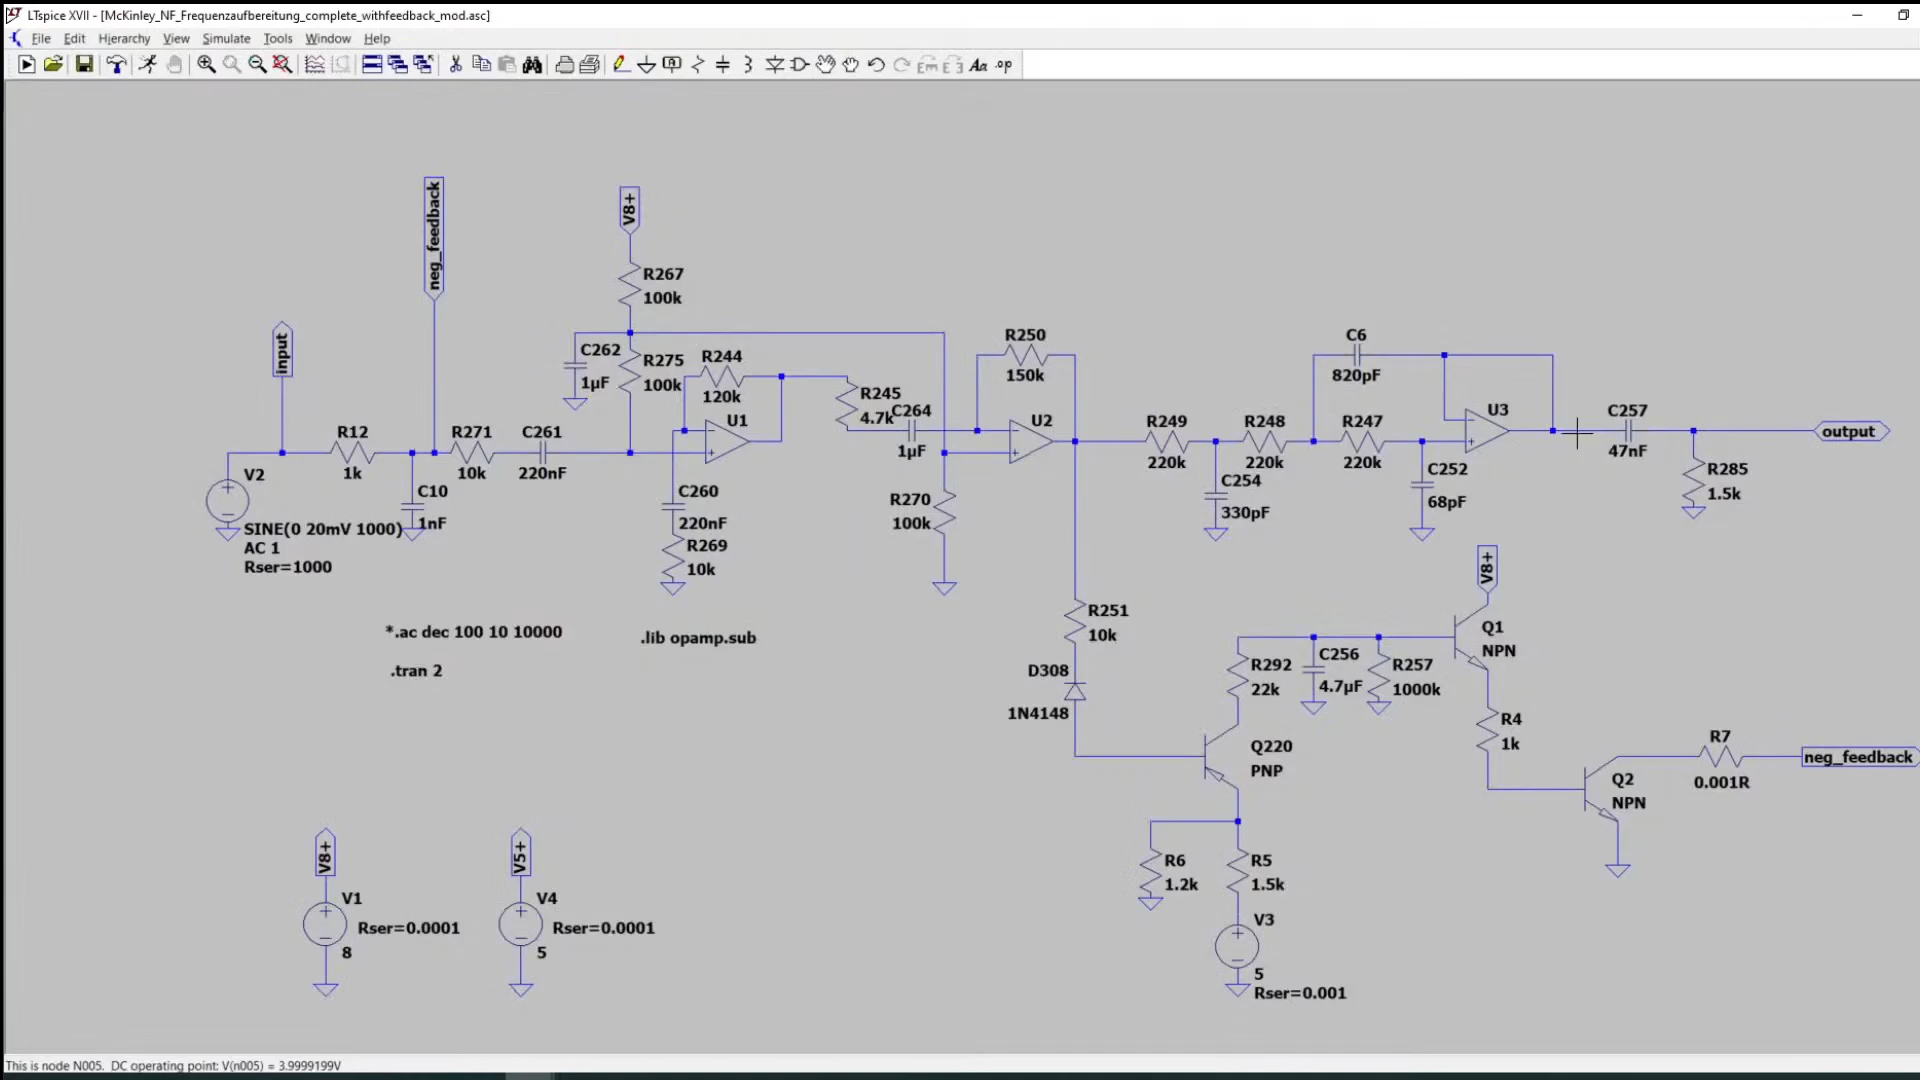 LTspice XVII - [McKinley_NF_Frequenzaufbereitung_complete_withfeedback_mod.asc]
File Edit Hierarchy View Simulate Tools Window Help
neg_feedback
V8+
input
R267
100k
C262
1µF
R275
100k
R244
120k
U1
R245
4.7k
C264
1µF
R250
150k
U2
C6
820pF
U3
R12
1k
R271
10k
C261
220nF
R249
220k
R248
220k
R247
220k
C257
47nF
output
V2
SINE(0 20mV 1000)
AC 1
Rser=1000
C10
1nF
C260
220nF
R269
10k
R270
100k
C254
330pF
C252
68pF
R285
1.5k
*.ac dec 100 10 10000
.lib opamp.sub
.tran 2
R251
10k
D308
1N4148
R292
22k
C256
4.7µF
R257
1000k
V8+
Q1
NPN
R4
1k
Q220
PNP
Q2
NPN
R7
0.001R
neg_feedback
R6
1.2k
R5
1.5k
V3
5
Rser=0.001
V8+
V1
Rser=0.0001
8
V5+
V4
Rser=0.0001
5
This is node N005. DC operating point: V(n005) = 3.9999199V